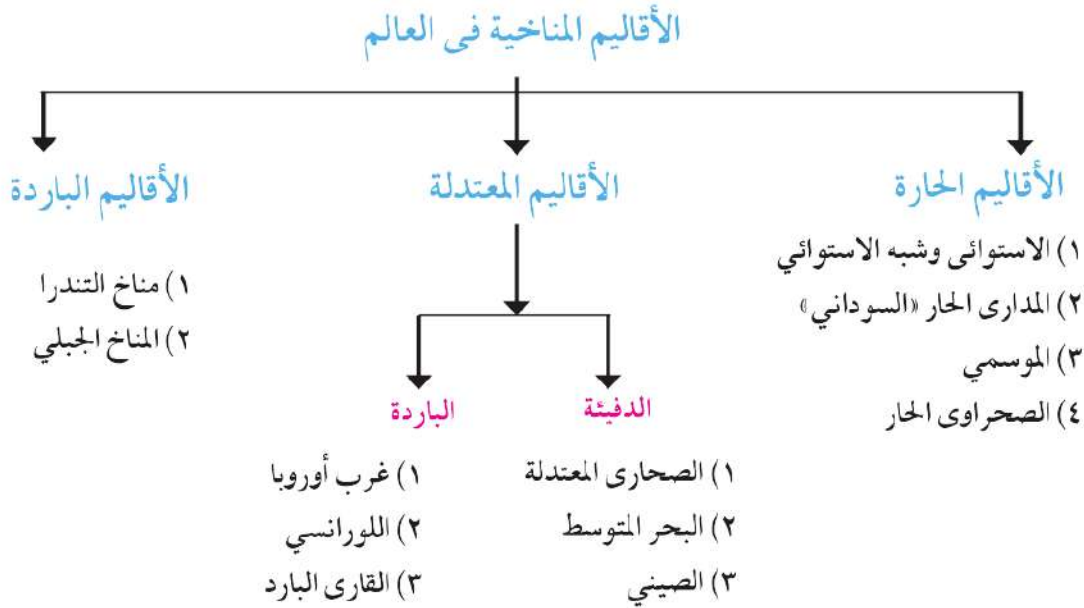 الأقاليم المناخية فى العالم
الأقاليم الحارة
١) الاستوائى وشبه الاستوائي
٢) المدارى الحار «السوداني»
٣) الموسمي
٤) الصحراوى الحار
الأقاليم المعتدلة
الدفيئة
١) الصحارى المعتدلة
٢) البحر المتوسط
٣) الصيني
الباردة
١) غرب أوروبا
٢) اللورانسي
٣) القارى البارد
الأقاليم الباردة
١) مناخ التندرا
٢) المناخ الجبلي